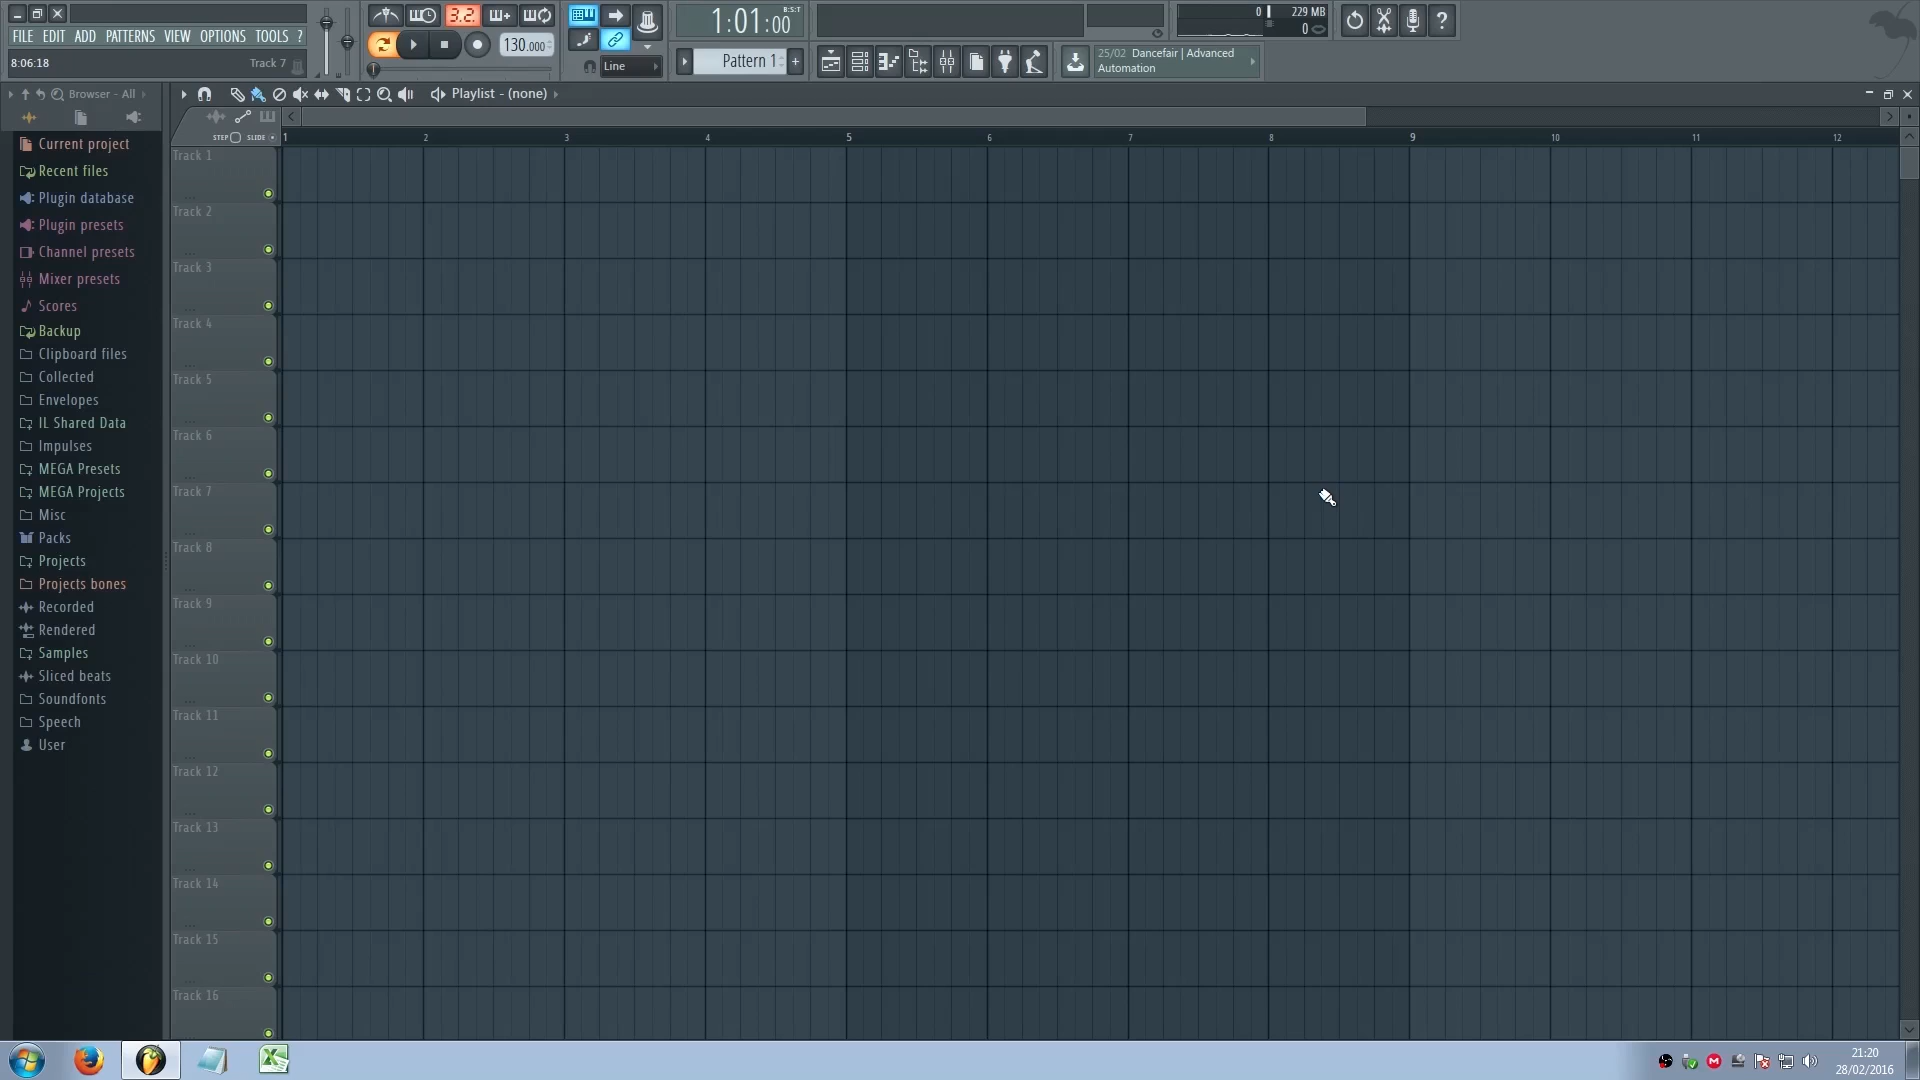 FILE EDIT ADD PATTERNS VIEW OPTIONS TOOLS ?
8:06:18 Track 7
3.2.
130.000
Line
1:01:00
B:S:T
Pattern 1
+
0
229 MB
0
?
25/02 Dancefair | Advanced
Automation
Browser - All
Playlist - (none)
STEP SLIDE
1 2 3 4 5 6 7 8 9 10 11 12
Current project
Recent files
Plugin database
Plugin presets
Channel presets
Mixer presets
Scores
Backup
Clipboard files
Collected
Envelopes
IL Shared Data
Impulses
MEGA Presets
MEGA Projects
Misc
Packs
Projects
Projects bones
Recorded
Rendered
Samples
Sliced beats
Soundfonts
Speech
User
Track 1
Track 2
Track 3
Track 4
Track 5
Track 6
Track 7
Track 8
Track 9
Track 10
Track 11
Track 12
Track 13
Track 14
Track 15
Track 16
21:20
28/02/2016